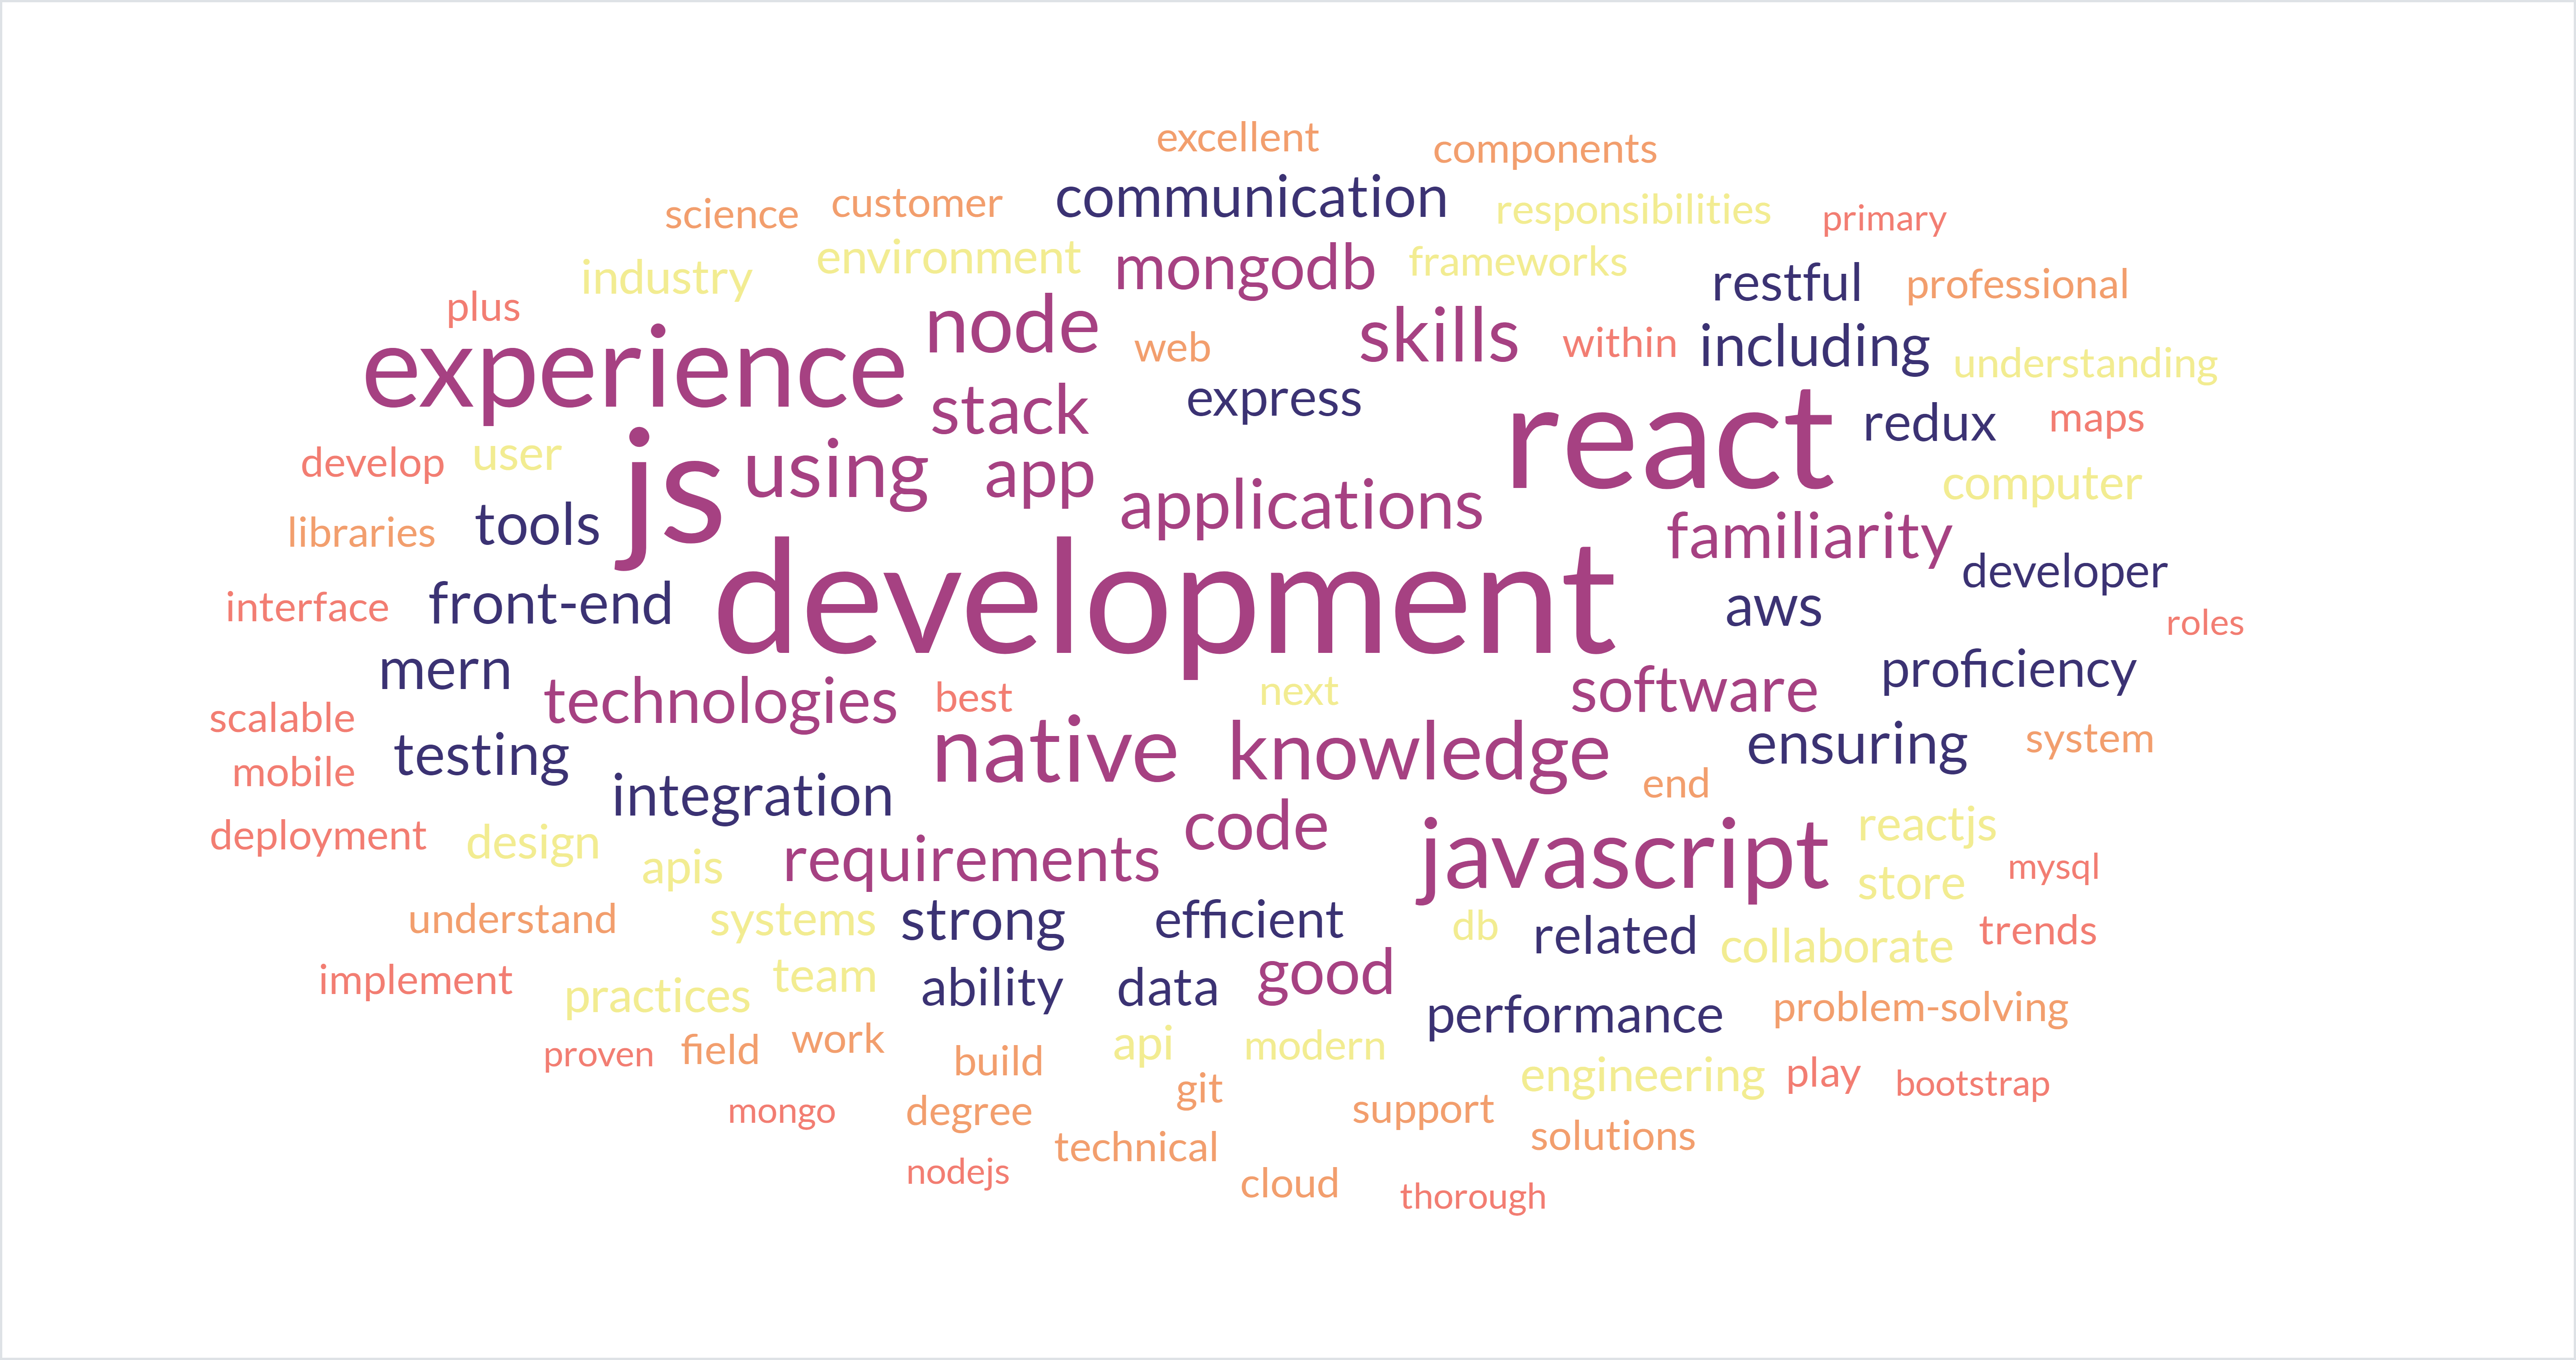 excellent
components
communication
science
customer
responsibilities
primary
industry
environment
mongodb
frameworks
restful
professional
plus
experience
node
web
skills
within
including
understanding
stack
express
react
redux
maps
develop
user
js
using
app
applications
computer
libraries
tools
familiarity
developer
development
interface
front-end
aws
roles
mern
technologies
best
next
software
proficiency
scalable
mobile
testing
integration
native
knowledge
end
ensuring
system
deployment
design
apis
requirements
code
javascript
reactjs
store
mysql
understand
systems
strong
efficient
db
related
collaborate
trends
implement
practices
team
ability
data
good
performance
problem-solving
proven
field
work
build
api
modern
engineering
play
bootstrap
mongo
degree
git
support
solutions
nodejs
technical
cloud
thorough